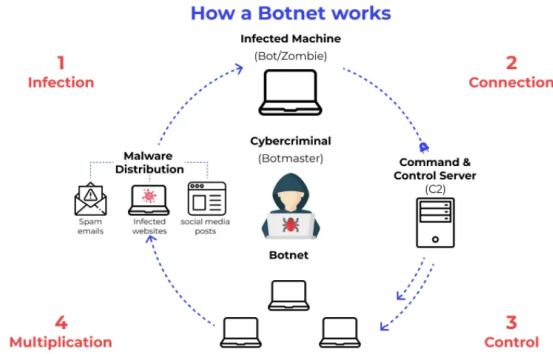 How a Botnet works
1
Infection
Infected Machine
(Bot/Zombie)
2
Connection
Malware
Distribution
Spam
emails
Infected
websites
social media
posts
Cybercriminal
(Botmaster)
Command &
Control Server
(C2)
Botnet
4
Multiplication
3
Control